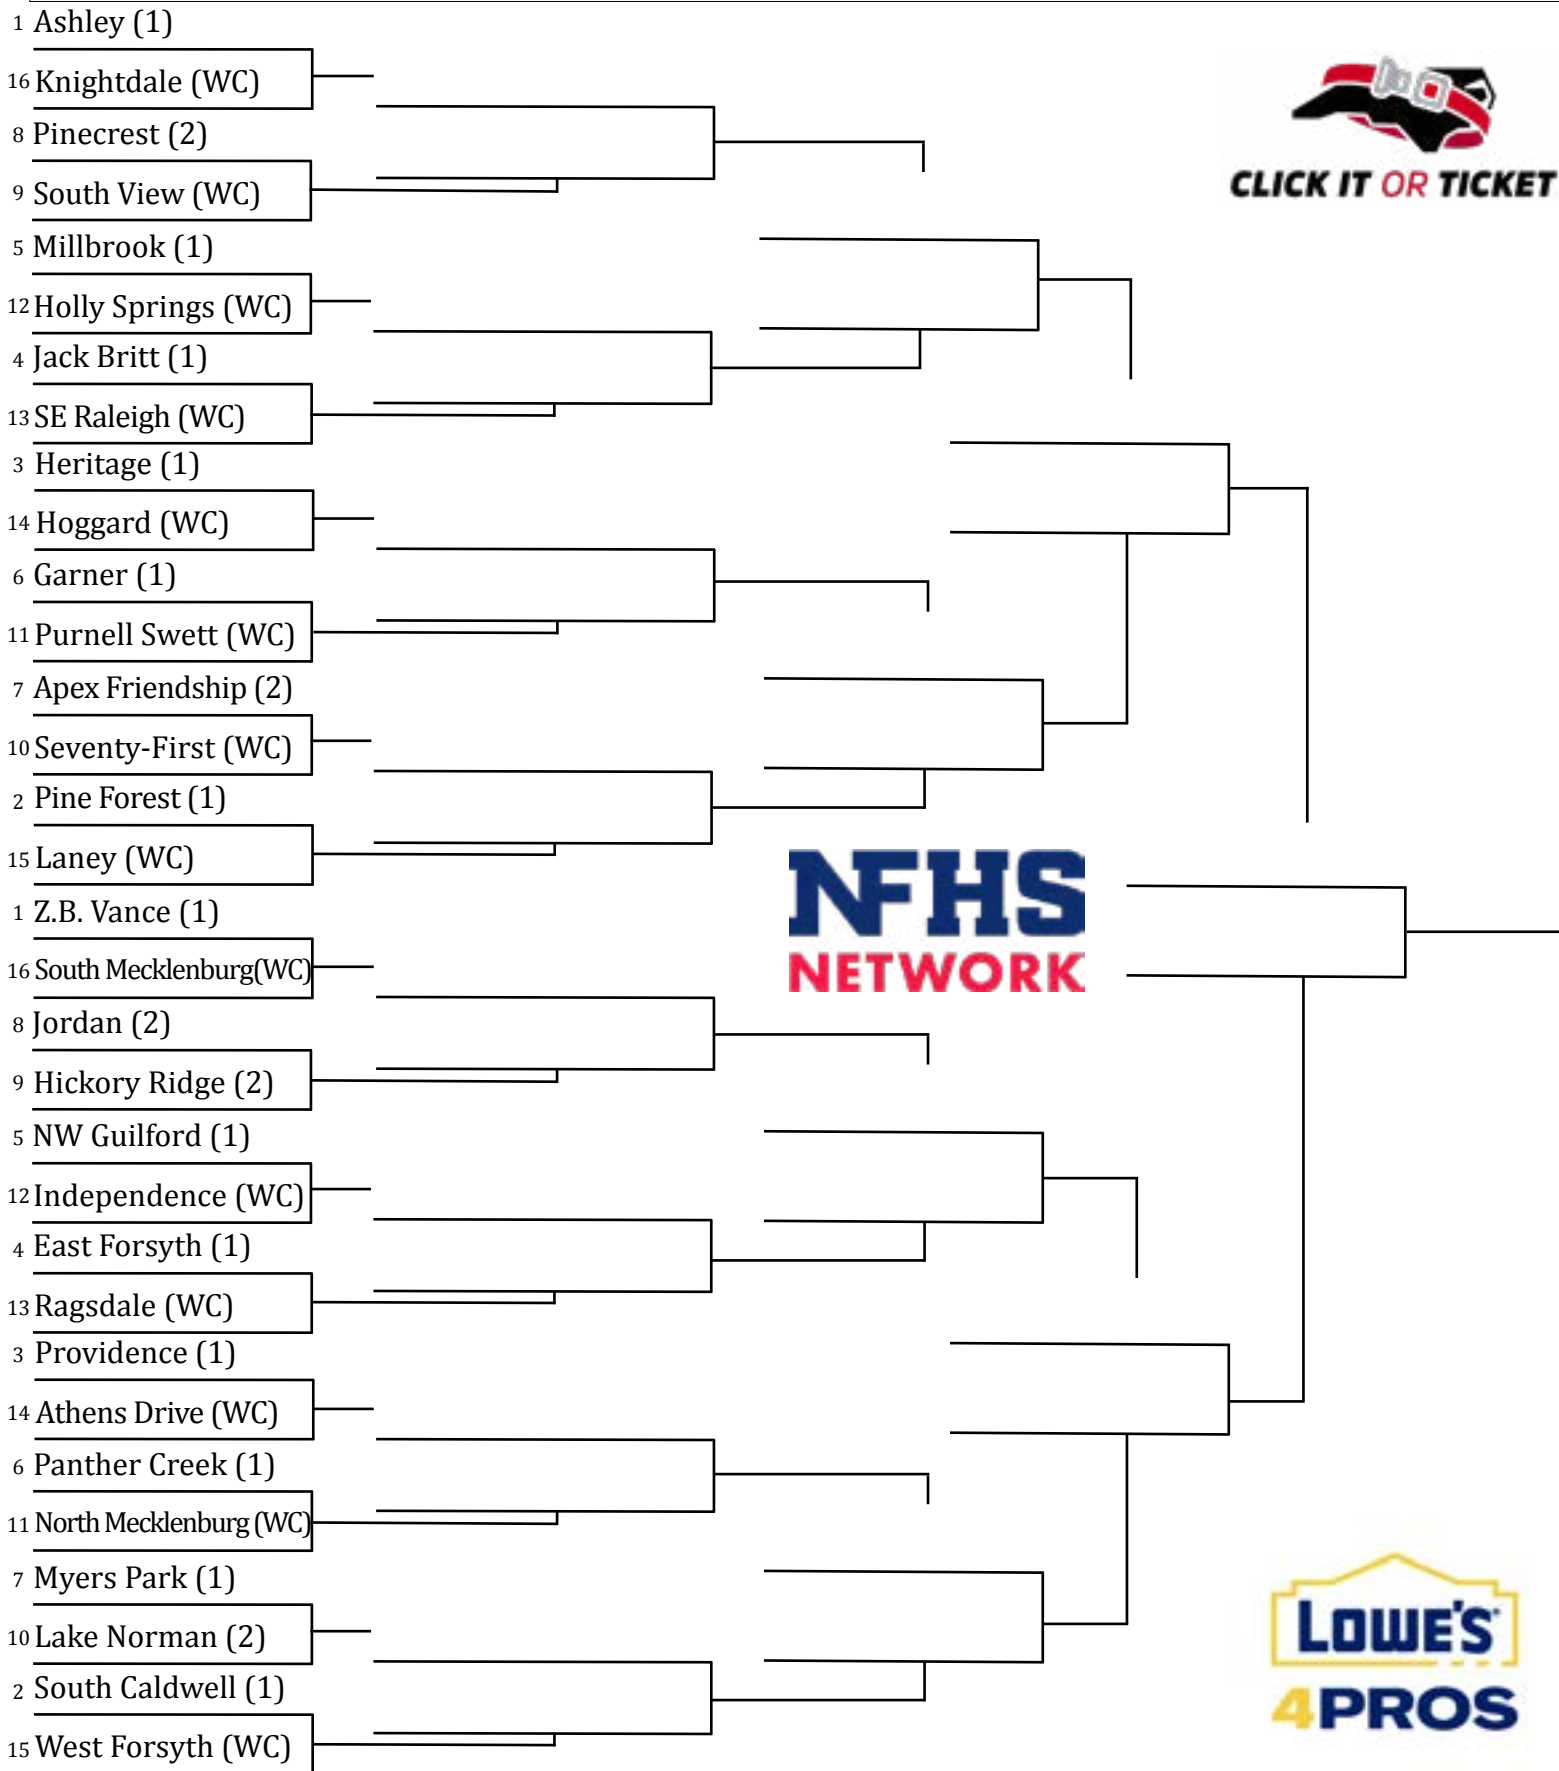 1 Ashley (1)
16 Knightdale (WC)
8 Pinecrest (2)
9 South View (WC)
5 Millbrook (1)
12 Holly Springs (WC)
4 Jack Britt (1)
13 SE Raleigh (WC)
3 Heritage (1)
14 Hoggard (WC)
6 Garner (1)
11 Purnell Swett (WC)
7 Apex Friendship (2)
10 Seventy-First (WC)
2 Pine Forest (1)
15 Laney (WC)
1 Z.B. Vance (1)
16 South Mecklenburg(WC)
8 Jordan (2)
9 Hickory Ridge (2)
5 NW Guilford (1)
12 Independence (WC)
4 East Forsyth (1)
13 Ragsdale (WC)
3 Providence (1)
14 Athens Drive (WC)
6 Panther Creek (1)
11 North Mecklenburg (WC)
7 Myers Park (1)
10 Lake Norman (2)
2 South Caldwell (1)
15 West Forsyth (WC)
CLICK IT OR TICKET
NFHS
NETWORK
LOWE'S
4PROS